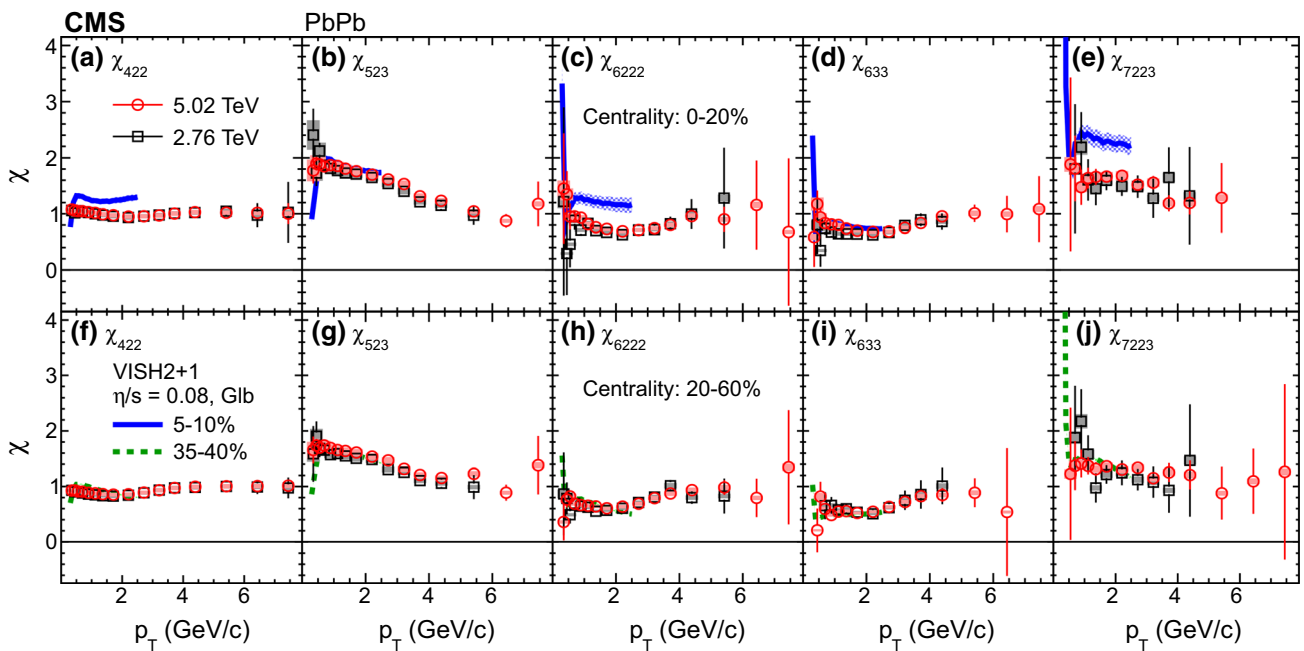 CMS PbPb
(a) χ422 (b) χ523 (c) χ6222 (d) χ633 (e) χ7223
5.02 TeV
2.76 TeV
Centrality: 0-20%
χ
4
3
2
1
0
(f) χ422 (g) χ523 (h) χ6222 (i) χ633 (j) χ7223
VISH2+1
η/s = 0.08, Glb
5-10%
35-40%
Centrality: 20-60%
χ
4
3
2
1
0
2 4 6 2 4 6 2 4 6 2 4 6 2 4 6
pT (GeV/c) pT (GeV/c) pT (GeV/c) pT (GeV/c) pT (GeV/c)